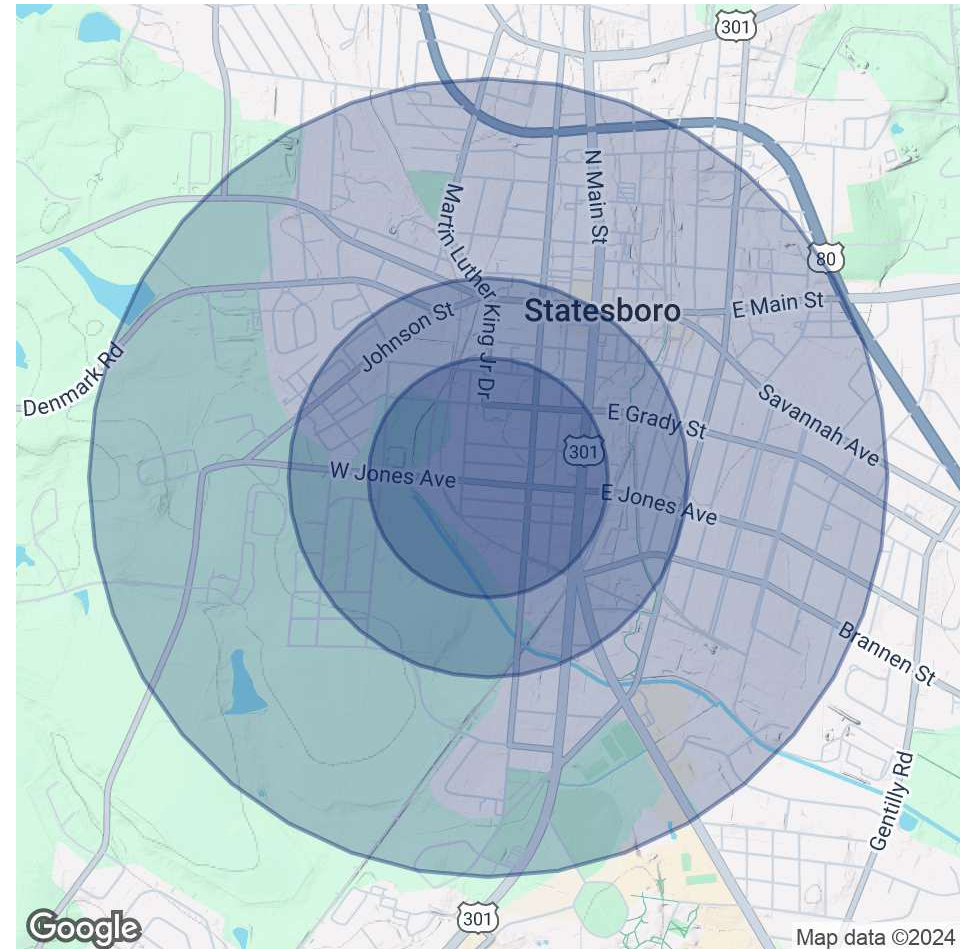 301
N Main St
Martin Luther King Jr Dr
80
Statesboro
E Main St
Johnson St
Denmark Rd
Savannah Ave
E Grady St
301
W Jones Ave
E Jones Ave
Brannen St
Gentilly Rd
301
Google
Map data ©2024